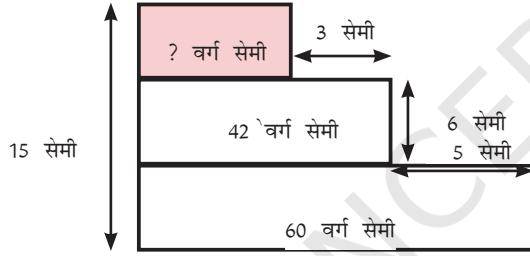 3 सेमी
? वर्ग सेमी
15 सेमी
42 वर्ग सेमी
6 सेमी
5 सेमी
60 वर्ग सेमी